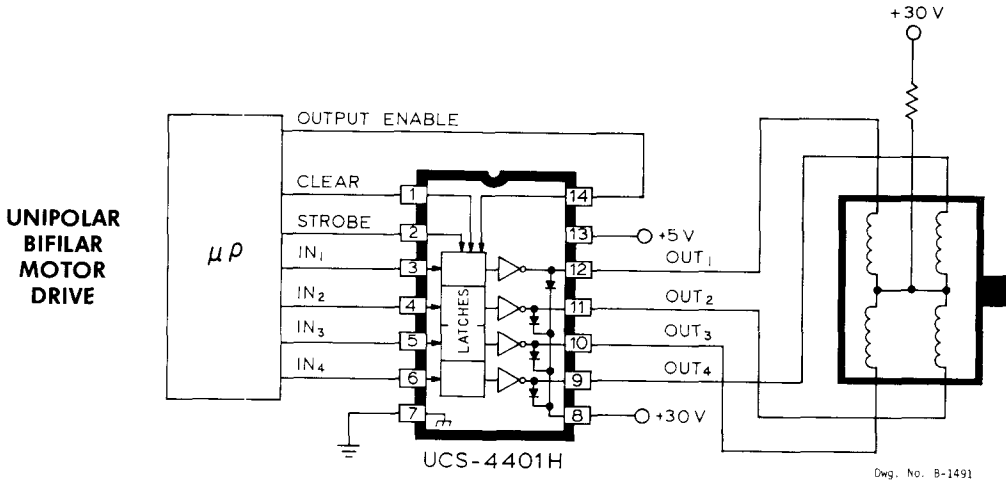 +30 V
OUTPUT ENABLE
UNIPOLAR
BIFILAR
MOTOR
DRIVE
μρ
CLEAR
STROBE
IN1
IN2
IN3
IN4
1
2
3
4
5
6
7
LATCHES
14
13
12
11
10
9
8
+5 V
OUT1
OUT2
OUT3
OUT4
+30 V
UCS-4401H
Dwg. No. B-1491